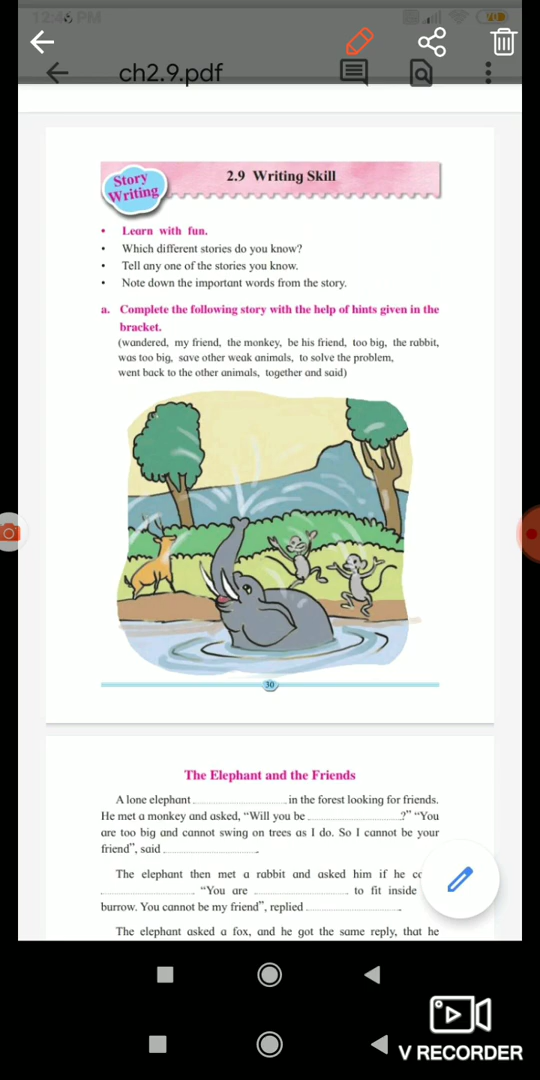 12:46 PM
ch2.9.pdf
Story
Writing
2.9 Writing Skill
• Learn with fun.
• Which different stories do you know?
• Tell any one of the stories you know.
• Note down the important words from the story.
a. Complete the following story with the help of hints given in the
bracket.
(wandered, my friend, the monkey, be his friend, too big, the rabbit,
was too big, save other weak animals, to solve the problem,
went back to the other animals, together and said)
30
The Elephant and the Friends
A lone elephant ........................ in the forest looking for friends.
He met a monkey and asked, “Will you be ........................?” “You
are too big and cannot swing on trees as I do. So I cannot be your
friend”, said ........................
The elephant then met a rabbit and asked him if he
........................ “You are ........................ to fit inside
burrow. You cannot be my friend”, replied ........................
The elephant asked a fox, and he got the same reply, that he
V RECORDER